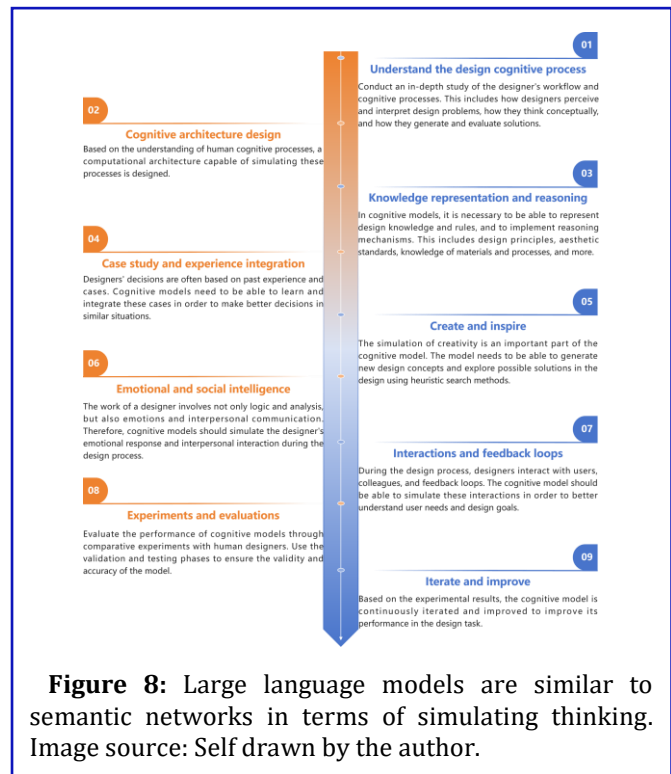 01
Understand the design cognitive process
Conduct an in-depth study of the designer's workflow and
cognitive processes. This includes how designers perceive
and interpret design problems, how they think conceptually,
and how they generate and evaluate solutions.
02
Cognitive architecture design
Based on the understanding of human cognitive processes, a
computational architecture capable of simulating these
processes is designed.
03
Knowledge representation and reasoning
In cognitive models, it is necessary to be able to represent
design knowledge and rules, and to implement reasoning
mechanisms. This includes design principles, aesthetic
standards, knowledge of materials and processes, and more.
04
Case study and experience integration
Designers' decisions are often based on past experience and
cases. Cognitive models need to be able to learn and
integrate these cases in order to make better decisions in
similar situations.
05
Create and inspire
The simulation of creativity is an important part of the
cognitive model. The model needs to be able to generate
new design concepts and explore possible solutions in the
design using heuristic search methods.
06
Emotional and social intelligence
The work of a designer involves not only logic and analysis,
but also emotions and interpersonal communication.
Therefore, cognitive models should simulate the designer's
emotional response and interpersonal interaction during the
design process.
07
Interactions and feedback loops
During the design process, designers interact with users,
colleagues, and feedback loops. The cognitive model should
be able to simulate these interactions in order to better
understand user needs and design goals.
08
Experiments and evaluations
Evaluate the performance of cognitive models through
comparative experiments with human designers. Use the
validation and testing phases to ensure the validity and
accuracy of the model.
09
Iterate and improve
Based on the experimental results, the cognitive model is
continuously iterated and improved to improve its
performance in the design task.
Figure 8: Large language models are similar to
semantic networks in terms of simulating thinking.
Image source: Self drawn by the author.